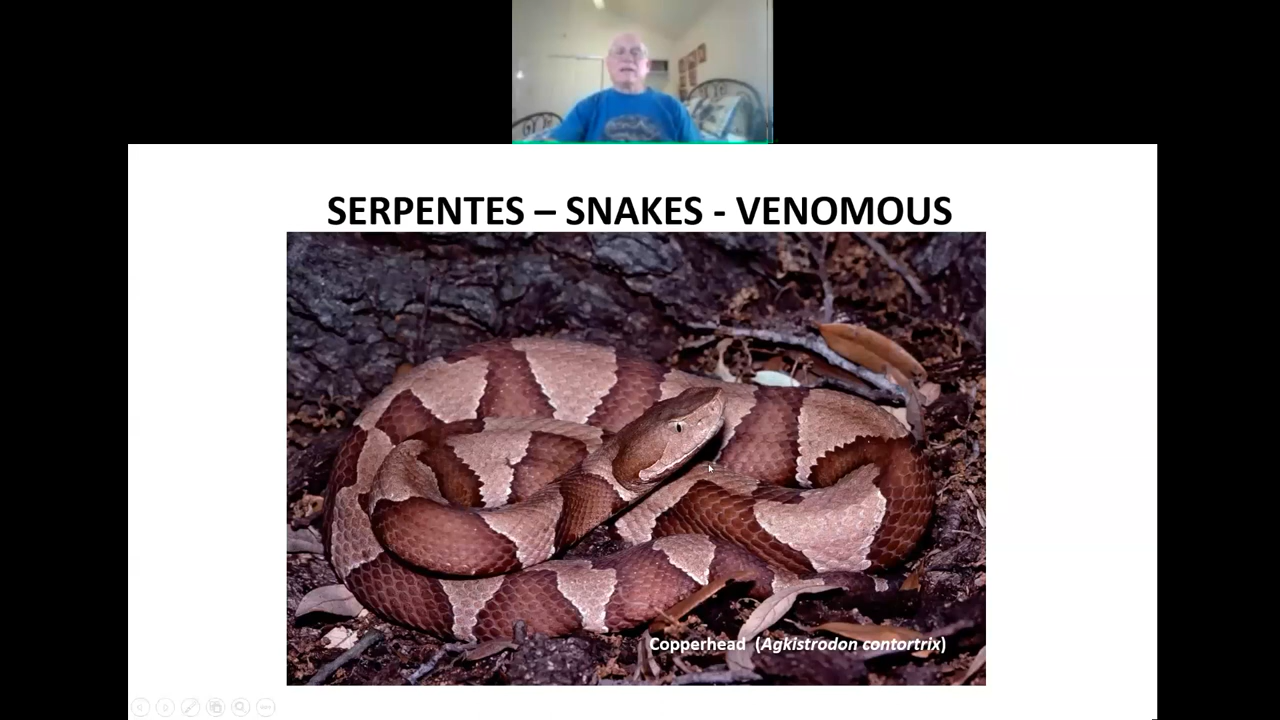 SERPENTES – SNAKES - VENOMOUS
Copperhead (Agkistrodon contortrix)